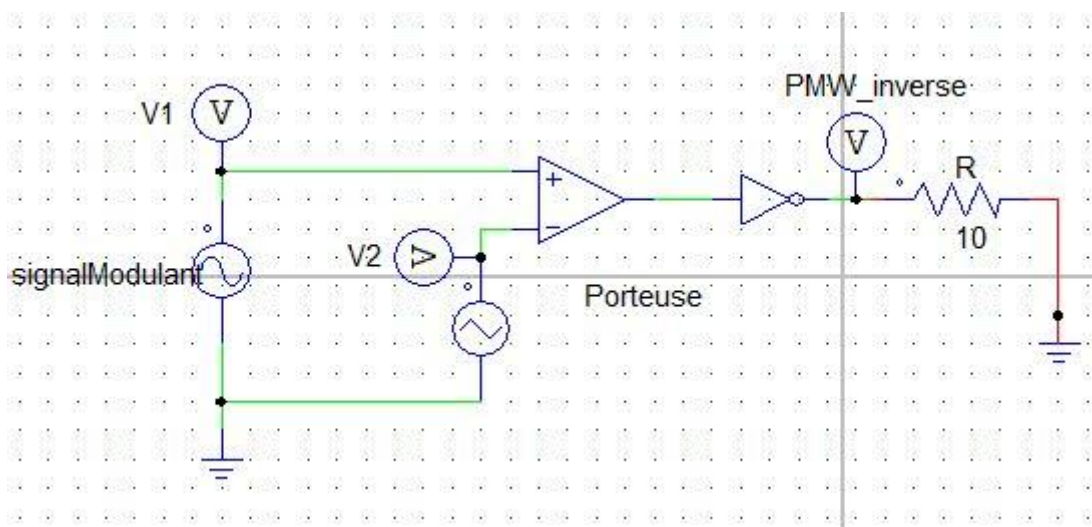 PMW_inverse
V1
V
V
R
10
V2
V
signalModulant
Porteuse